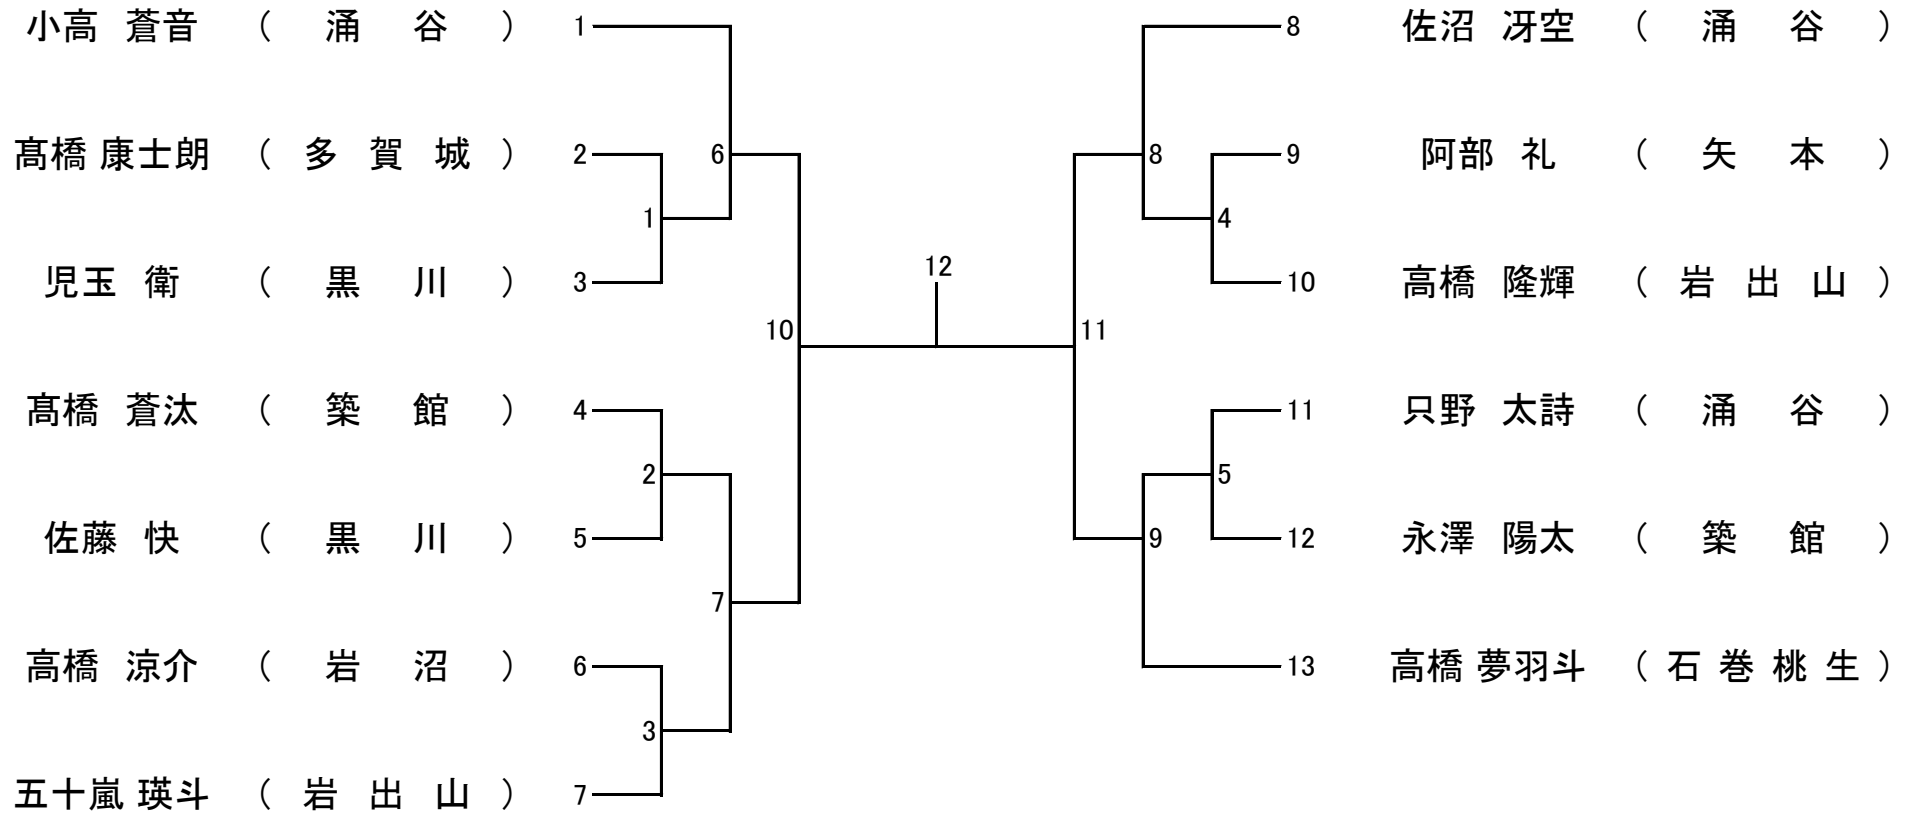 小高 蒼音 ( 涌 谷 ) 1
髙橋 康士朗 ( 多 賀 城 ) 2
児玉 衛 ( 黒 川 ) 3
髙橋 蒼汰 ( 築 館 ) 4
佐藤 快 ( 黒 川 ) 5
高橋 涼介 ( 岩 沼 ) 6
五十嵐 瑛斗 ( 岩 出 山 ) 7
6
1
10
2
7
3
12
8
4
11
5
9
8 佐沼 冴空 ( 涌 谷 )
9 阿部 礼 ( 矢 本 )
10 高橋 隆輝 ( 岩 出 山 )
11 只野 太詩 ( 涌 谷 )
12 永澤 陽太 ( 築 館 )
13 高橋 夢羽斗 ( 石 巻 桃 生 )